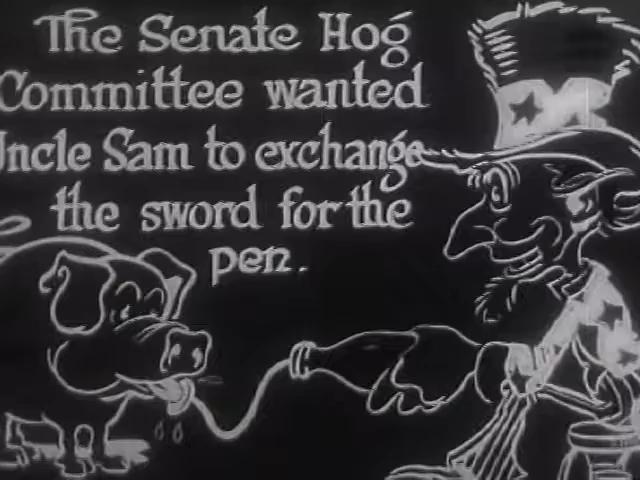 The Senate Hog
Committee wanted
Uncle Sam to exchange
the sword for the
pen.